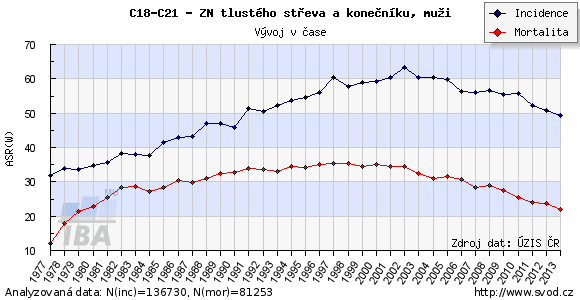 C18-C21 - ZN tlustého střeva a konečníku, muži
Vývoj v čase
Incidence
Mortalita
ASR(W)
70
60
50
40
30
20
10
IBA
Zdroj dat: ÚZIS ČR
1977 1978 1979 1980 1981 1982 1983 1984 1985 1986 1987 1988 1989 1990 1991 1992 1993 1994 1995 1996 1997 1998 1999 2000 2001 2002 2003 2004 2005 2006 2007 2008 2009 2010 2011 2012 2013
Analyzovaná data: N(inc)=136730, N(mor)=81253
http://www.svod.cz